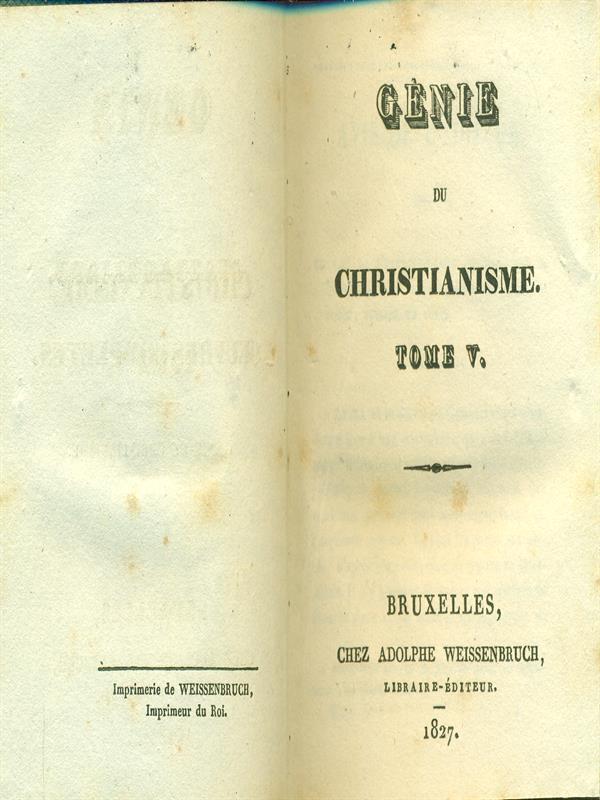 Imprimerie de WEISSENBRUCH,
Imprimeur du Roi.
GÉNIE
DU
CHRISTIANISME.
TOME V.
BRUXELLES,
CHEZ ADOLPHE WEISSENBRUCH,
LIBRAIRE-ÉDITEUR.
1827.